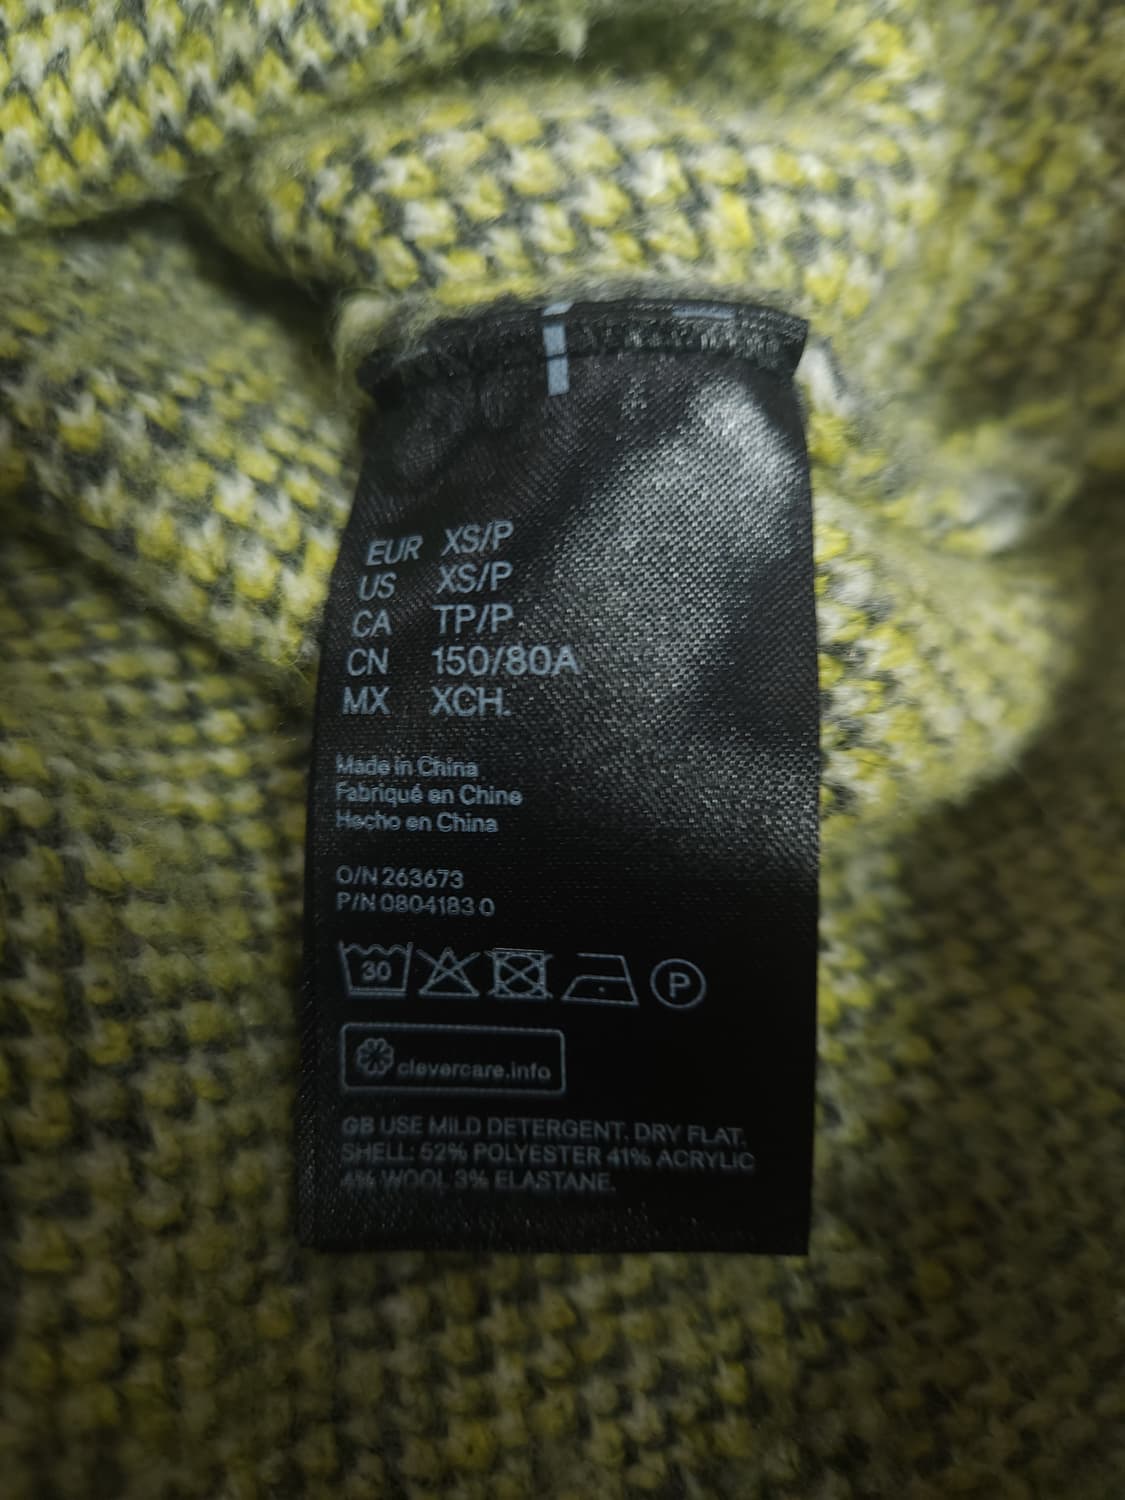 EUR XS/P
US XS/P
CA TP/P
CN 150/80A
MX XCH.
Made in China
Fabriqué en Chine
Hecho en China
O/N 263673
P/N 0804183 0
30 P
clevercare.info
GB USE MILD DETERGENT. DRY FLAT.
SHELL: 52% POLYESTER 41% ACRYLIC
4% WOOL 3% ELASTANE.